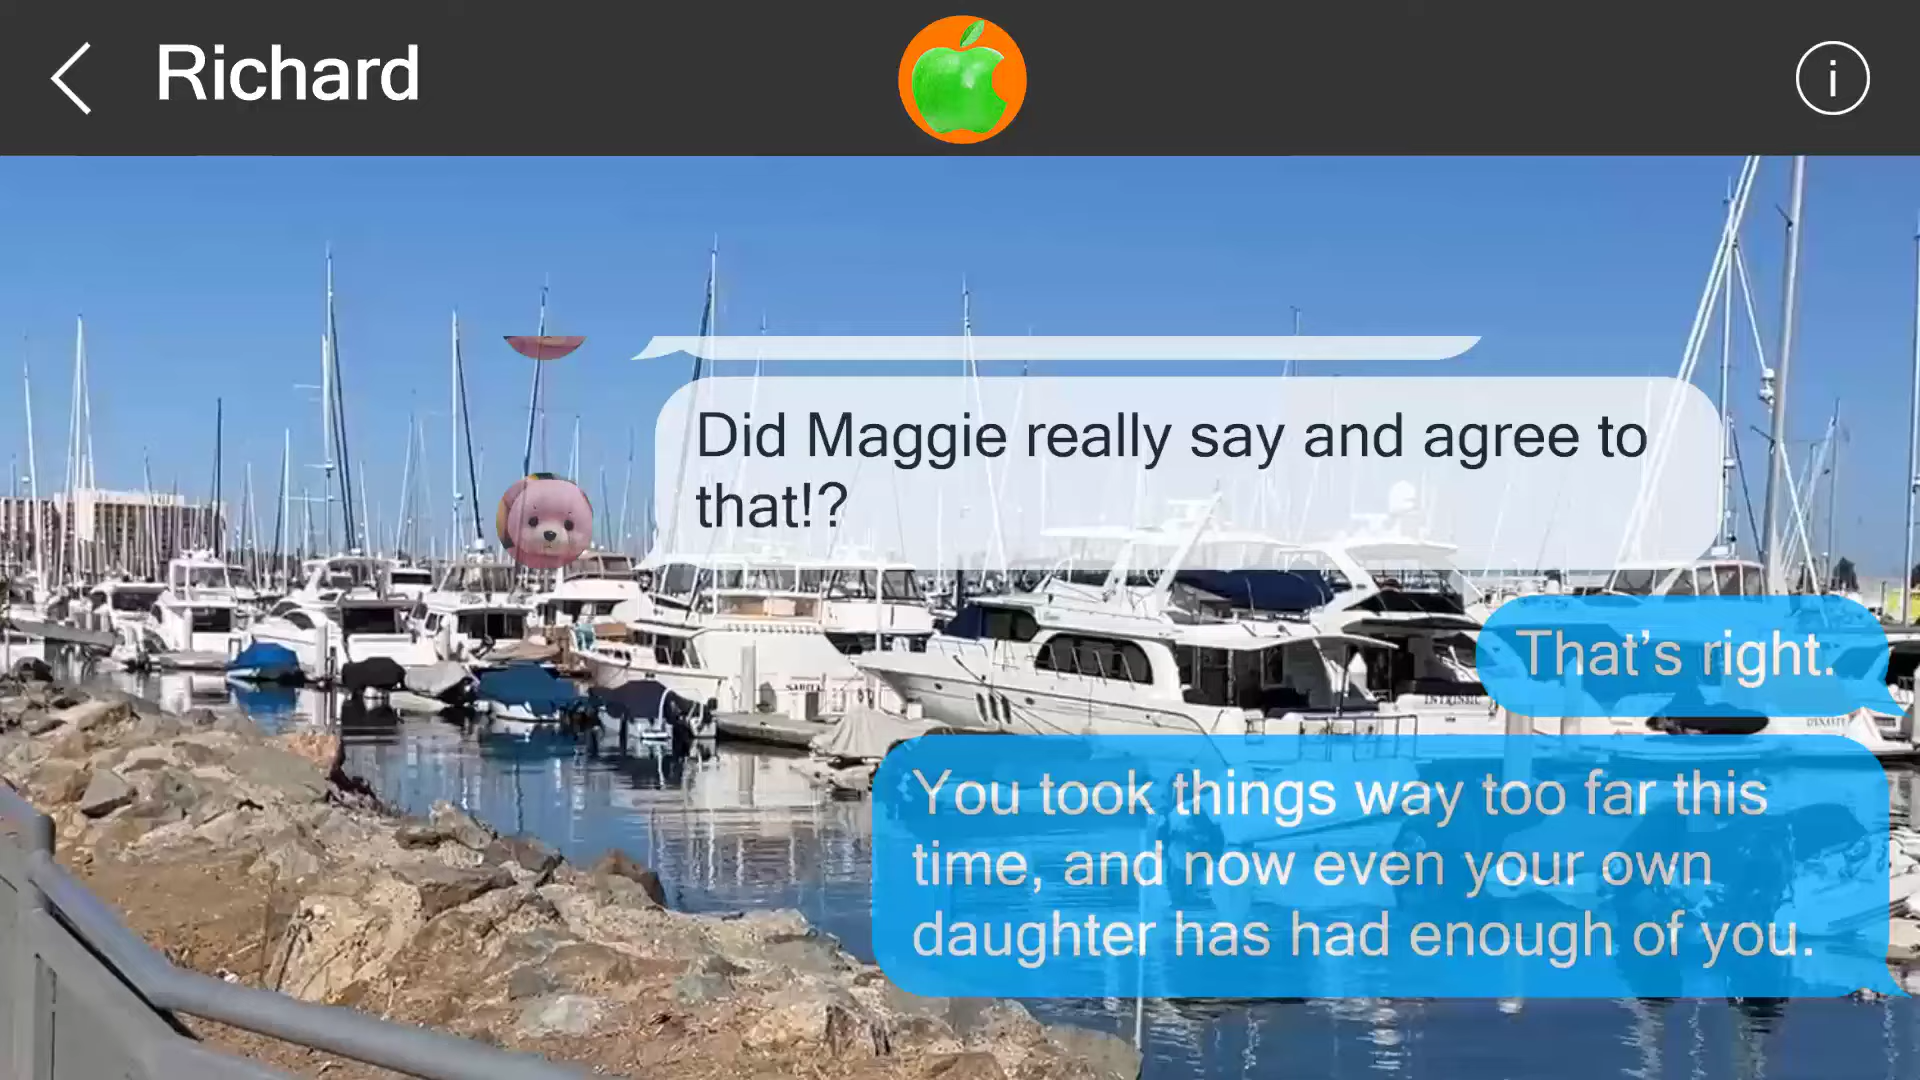 Richard
i
Did Maggie really say and agree to
that!?
That’s right.
You took things way too far this
time, and now even your own
daughter has had enough of you.
INTRINSIC